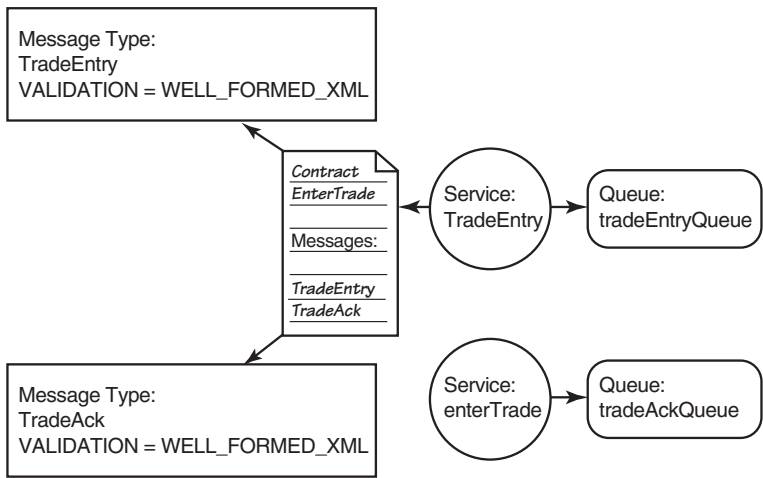 Message Type:
TradeEntry
VALIDATION = WELL_FORMED_XML
Contract
EnterTrade
Messages:
TradeEntry
TradeAck
Service:
TradeEntry
Queue:
tradeEntryQueue
Message Type:
TradeAck
VALIDATION = WELL_FORMED_XML
Service:
enterTrade
Queue:
tradeAckQueue